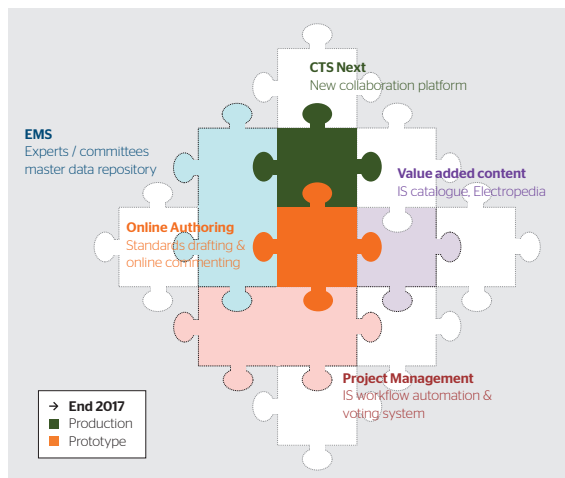 CTS Next
New collaboration platform
EMS
Experts / committees
master data repository
Value added content
IS catalogue, Electropedia
Online Authoring
Standards drafting &
online commenting
Project Management
IS workflow automation &
voting system
→ End 2017
Production
Prototype